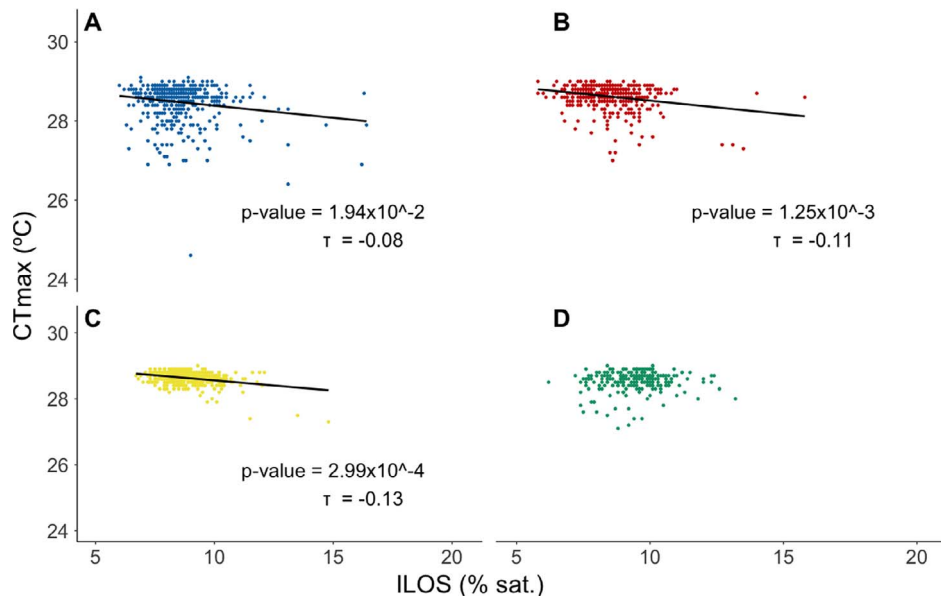 A
B
30
28
26
24
p-value = 1.94x10^-2
τ = -0.08
p-value = 1.25x10^-3
τ = -0.11
CTmax (ºC)
C
D
30
28
26
24
p-value = 2.99x10^-4
τ = -0.13
5 10 15 20 5 10 15 20
ILOS (% sat.)